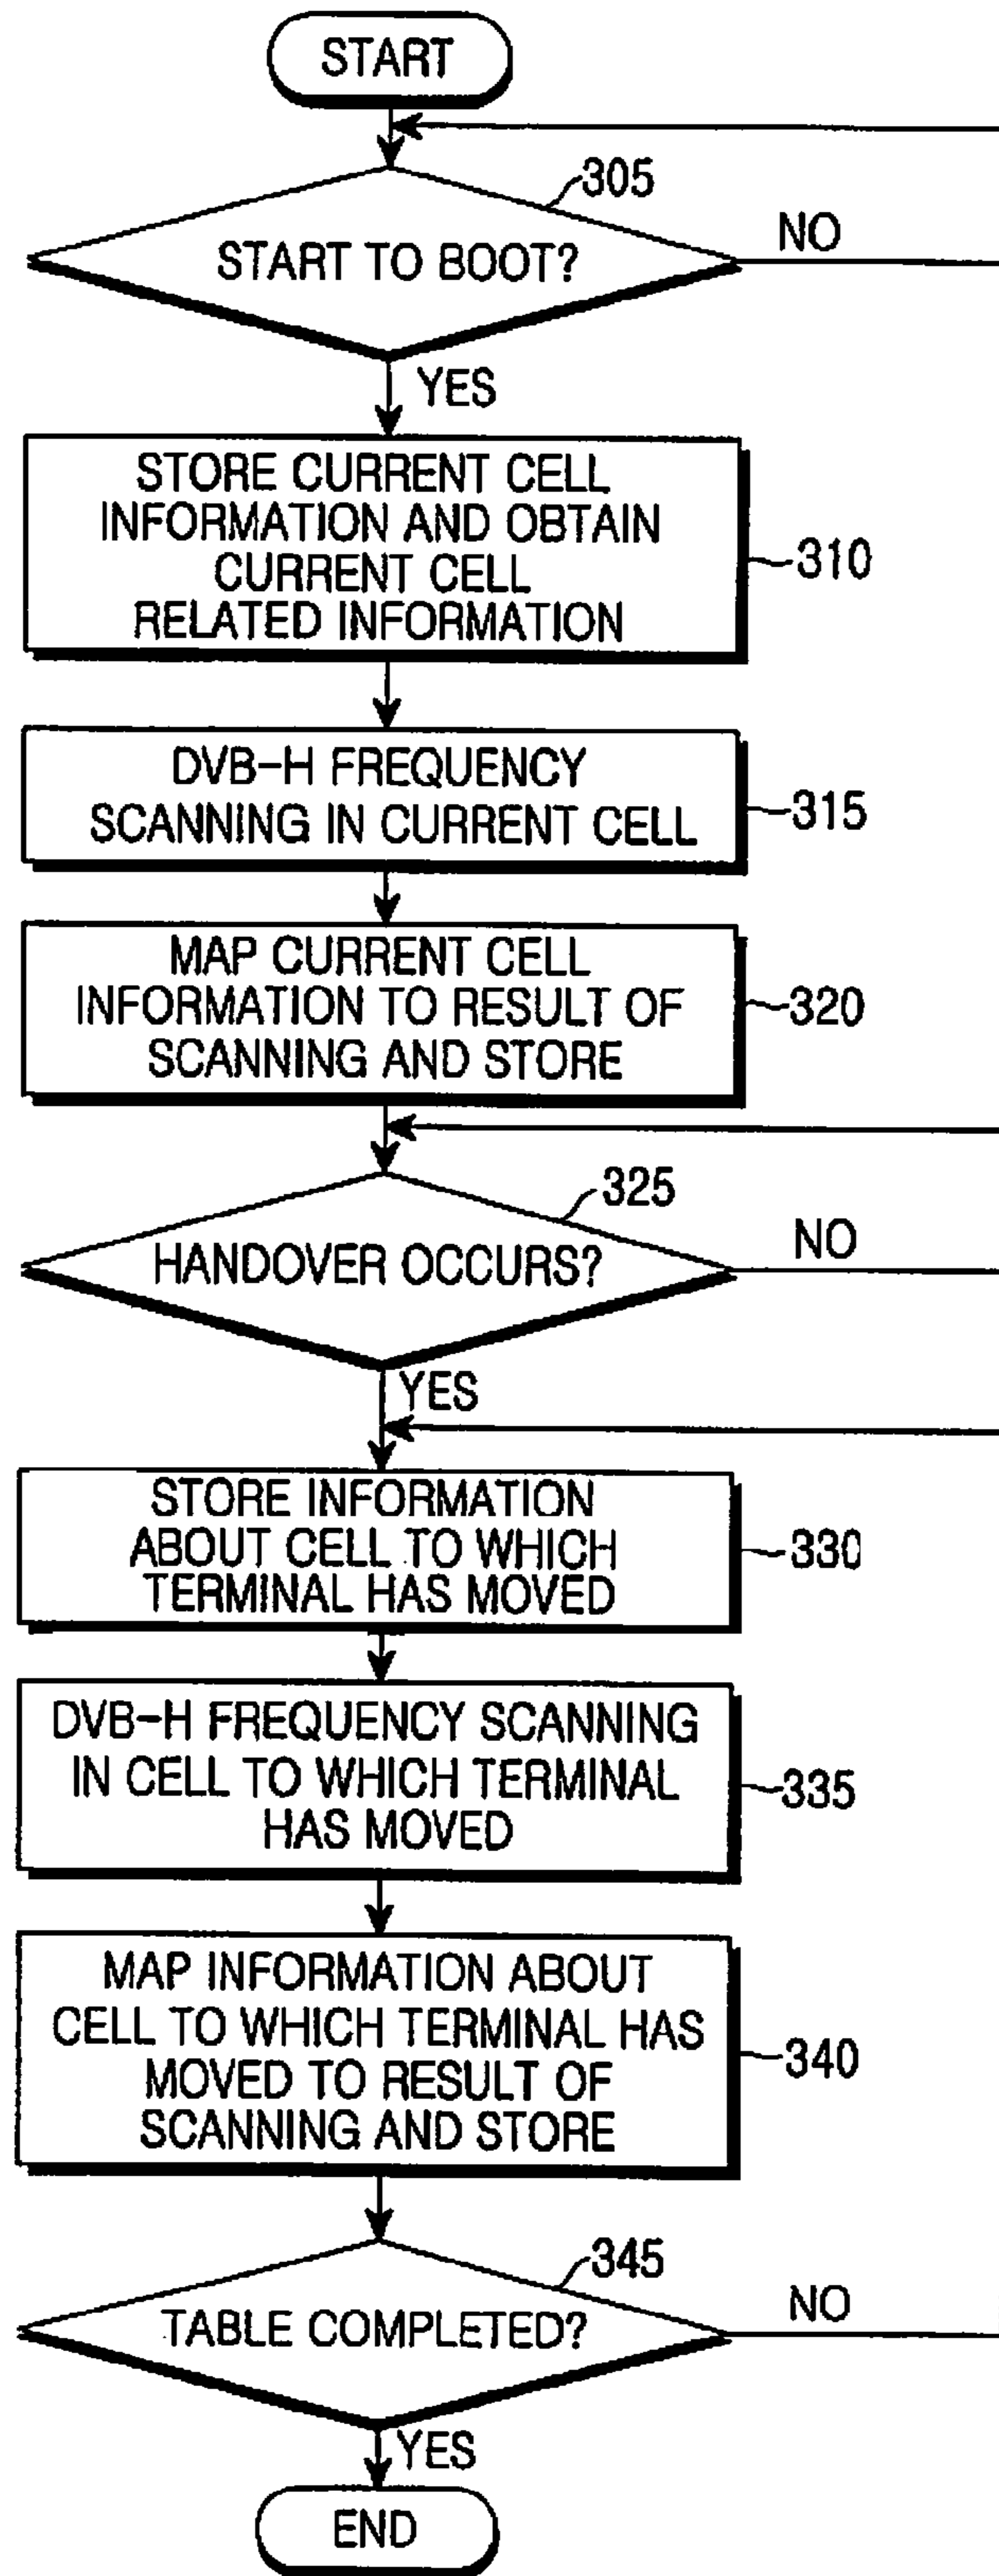 START
305
START TO BOOT?
NO
YES
STORE CURRENT CELL
INFORMATION AND OBTAIN
CURRENT CELL
RELATED INFORMATION
310
DVB-H FREQUENCY
SCANNING IN CURRENT CELL
315
MAP CURRENT CELL
INFORMATION TO RESULT OF
SCANNING AND STORE
320
325
HANDOVER OCCURS?
NO
YES
STORE INFORMATION
ABOUT CELL TO WHICH
TERMINAL HAS MOVED
330
DVB-H FREQUENCY SCANNING
IN CELL TO WHICH TERMINAL
HAS MOVED
335
MAP INFORMATION ABOUT
CELL TO WHICH TERMINAL HAS
MOVED TO RESULT OF
SCANNING AND STORE
340
345
TABLE COMPLETED?
NO
YES
END